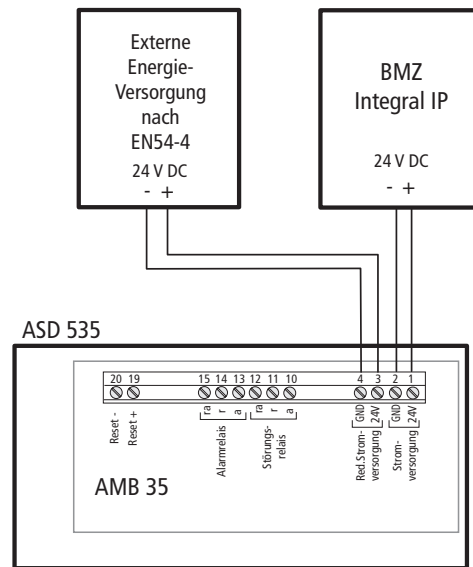 Externe
Energie-
Versorgung
nach
EN54-4
24 V DC
- +
BMZ
Integral IP
24 V DC
- +
ASD 535
20 19 15 14 13 12 11 10 4 3 2 1
Reset -
Reset +
ra
r
a
Alarmrelais
ra
r
a
Störungs-
relais
GND
24V
Red.Strom-
versorgung
GND
24V
Strom-
versorgung
AMB 35